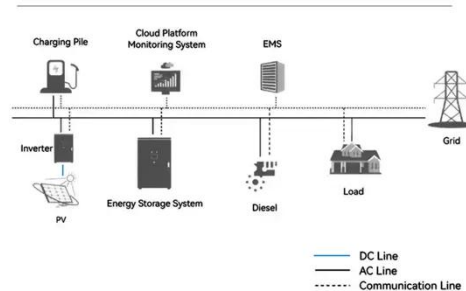 Charging Pile
Cloud Platform
Monitoring System
EMS
Grid
Inverter
PV
Energy Storage System
Diesel
Load
DC Line
AC Line
Communication Line